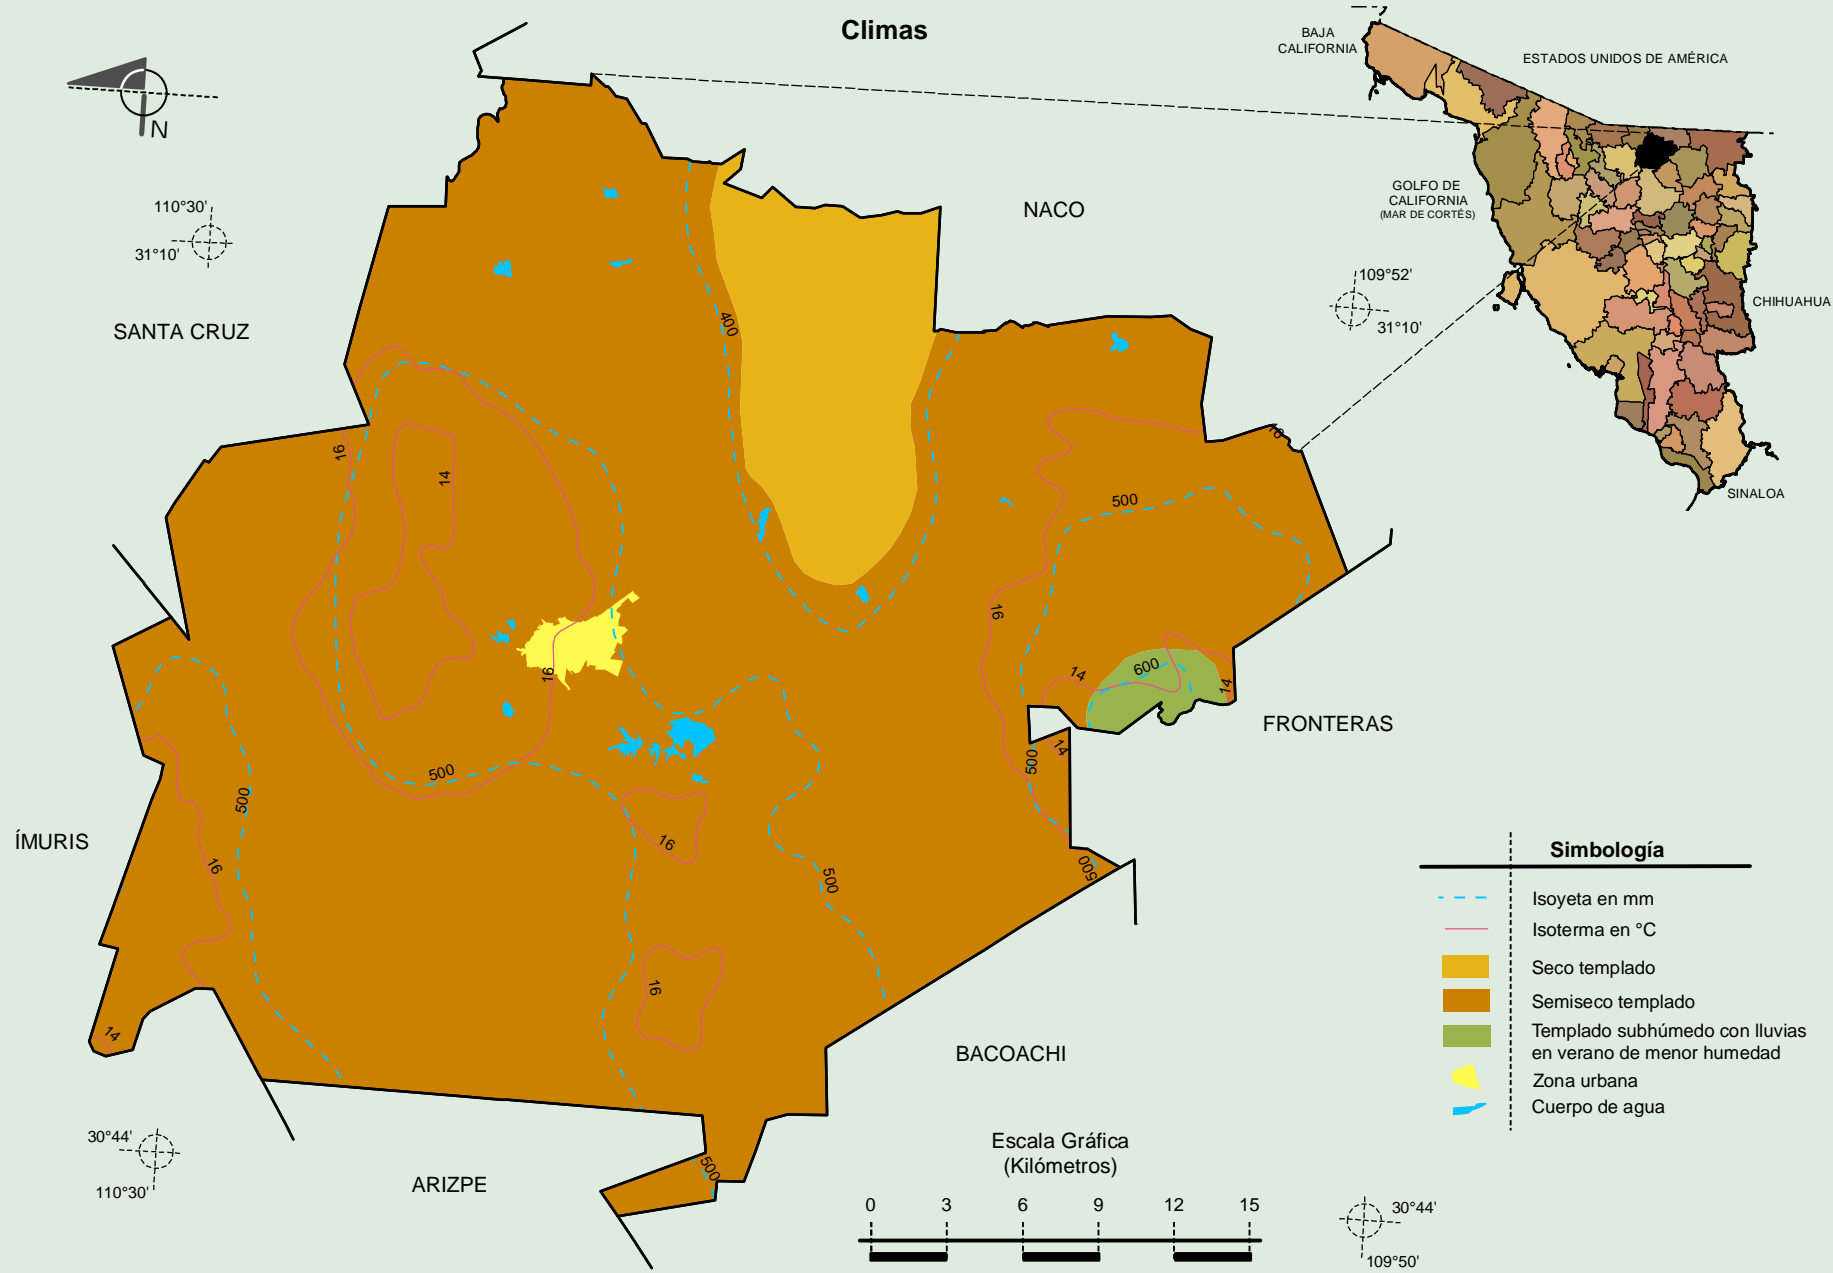 Climas
BAJA
CALIFORNIA
ESTADOS UNIDOS DE AMÉRICA
GOLFO DE
CALIFORNIA
(MAR DE CORTÉS)
CHIHUAHUA
SINALOA
N
110°30'
31°10'
109°52'
31°10'
NACO
SANTA CRUZ
400
16
14
16
500
16
16
500
14
600
14
14
500
500
500
500
16
16
500
16
14
500
FRONTERAS
ÍMURIS
BACOACHI
ARIZPE
30°44'
110°30'
Escala Gráfica
(Kilómetros)
0 3 6 9 12 15
30°44'
109°50'
Simbología
Isoyeta en mm
Isoterma en °C
Seco templado
Semiseco templado
Templado subhúmedo con lluvias
en verano de menor humedad
Zona urbana
Cuerpo de agua